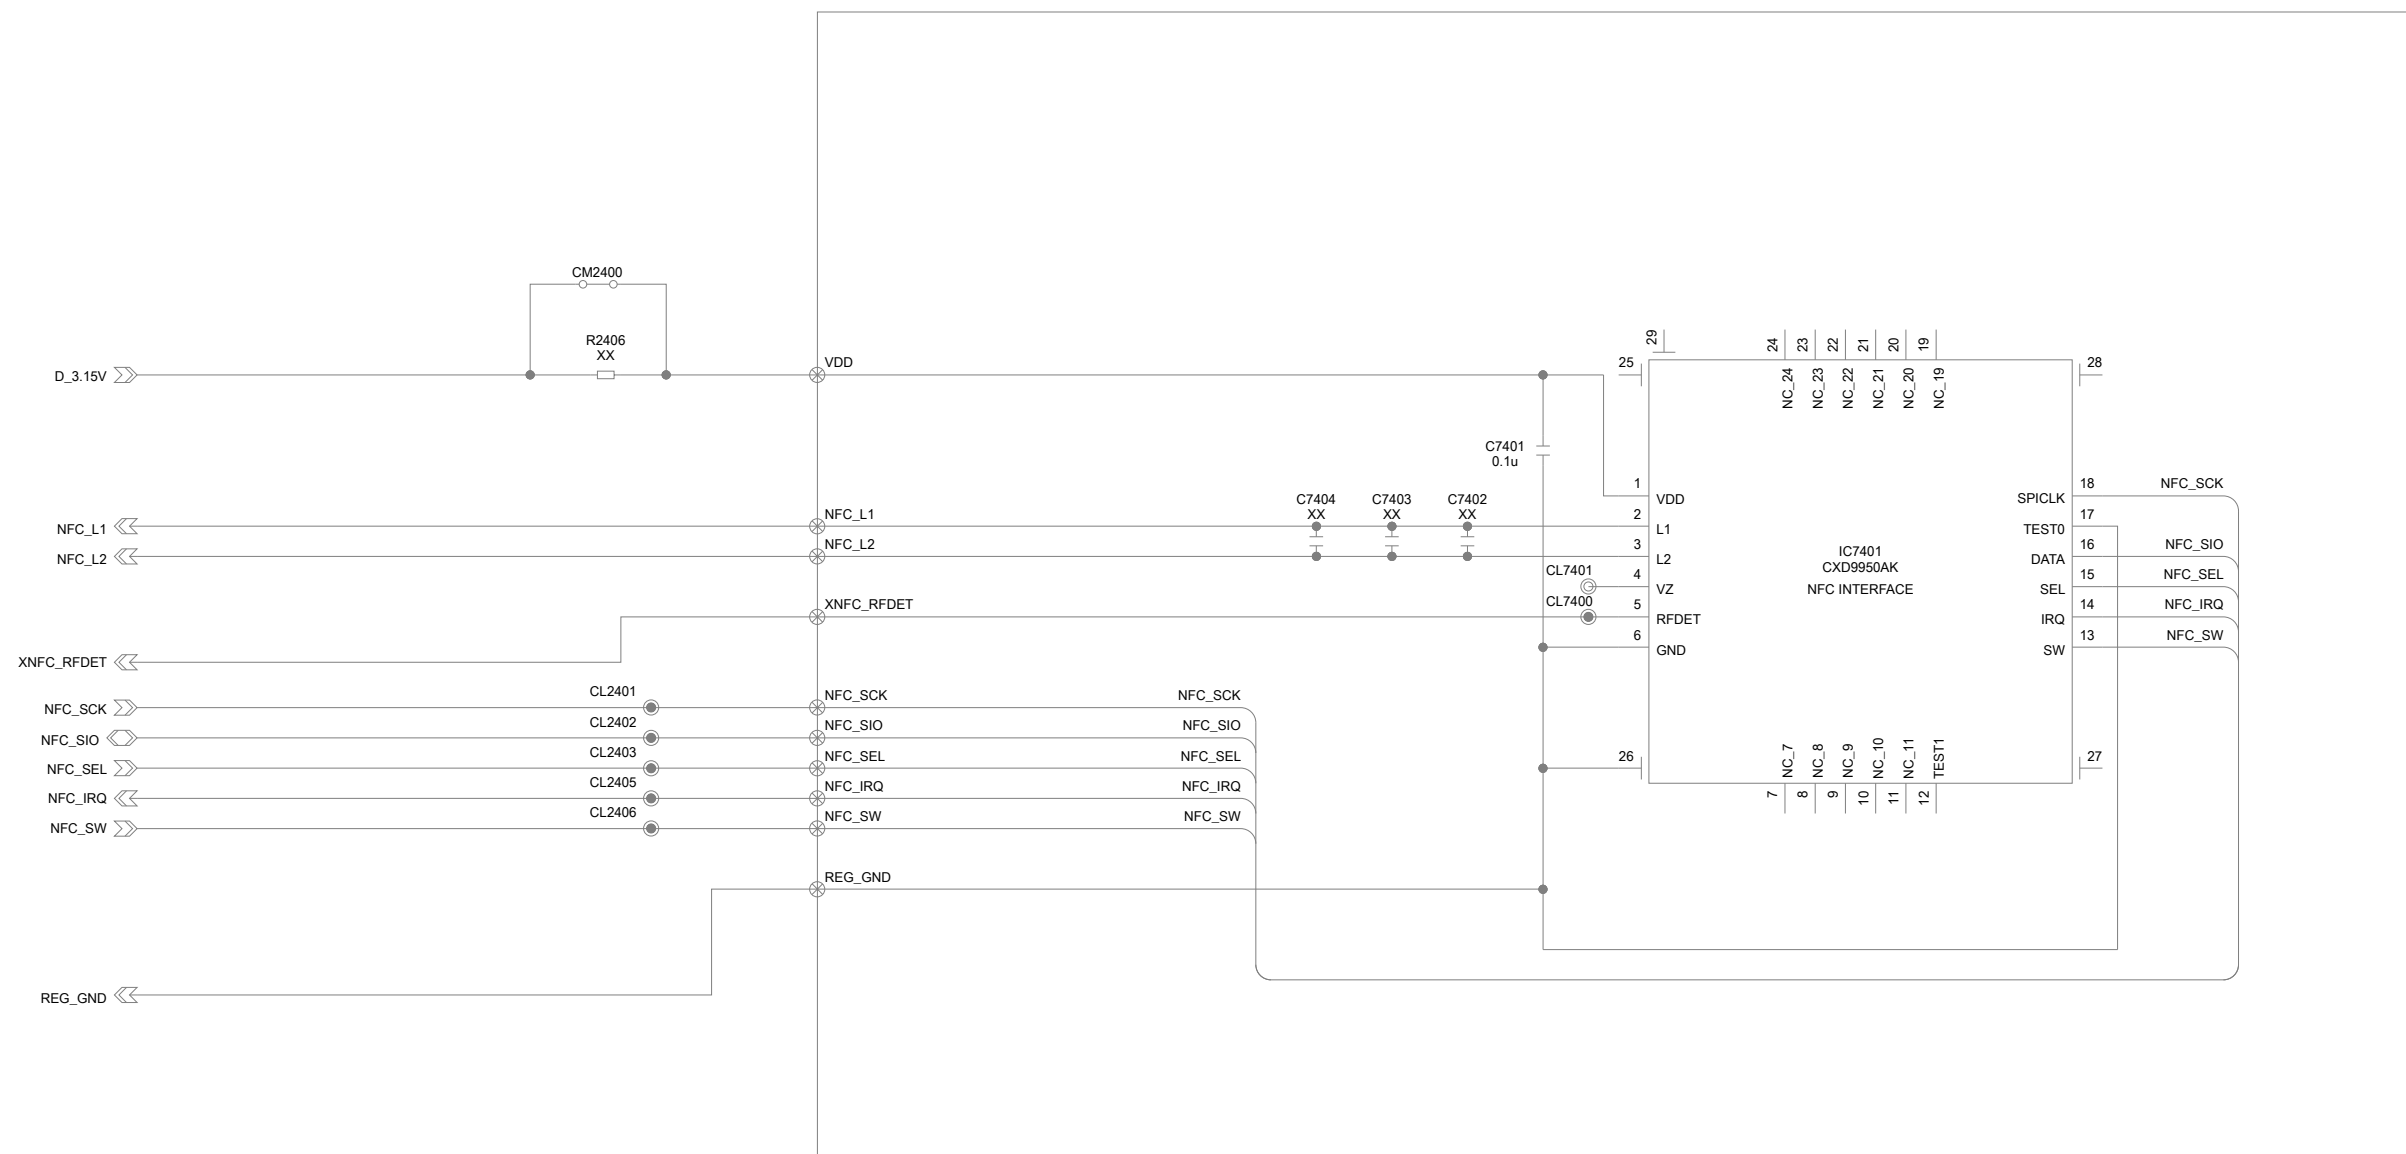 CM2400
R2406
XX
D_3.15V
VDD
29
24
23
22
21
20
19
25
28
NC_24
NC_23
NC_22
NC_21
NC_20
NC_19
C7401
0.1u
C7404
XX
C7403
XX
C7402
XX
NFC_L1
NFC_L1
NFC_L2
NFC_L2
1
VDD
2
L1
3
L2
CL7401
4
VZ
CL7400
5
RFDET
6
GND
IC7401
CXD9950AK
NFC INTERFACE
SPICLK
18
NFC_SCK
TEST0
17
DATA
16
NFC_SIO
SEL
15
NFC_SEL
IRQ
14
NFC_IRQ
SW
13
NFC_SW
XNFC_RFDET
XNFC_RFDET
NFC_SCK
CL2401
NFC_SCK
NFC_SCK
NFC_SIO
CL2402
NFC_SIO
NFC_SIO
NFC_SEL
CL2403
NFC_SEL
NFC_SEL
NFC_IRQ
CL2405
NFC_IRQ
NFC_IRQ
NFC_SW
CL2406
NFC_SW
NFC_SW
26
27
NC_7
NC_8
NC_9
NC_10
NC_11
TEST1
7
8
9
10
11
12
REG_GND
REG_GND